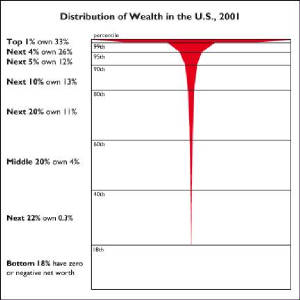 Distribution of Wealth in the U.S., 2001
percentile
Top 1% own 33%
99th
Next 4% own 26%
95th
Next 5% own 12%
90th
Next 10% own 13%
80th
Next 20% own 11%
60th
Middle 20% own 4%
40th
Next 22% own 0.3%
18th
Bottom 18% have zero
or negative net worth